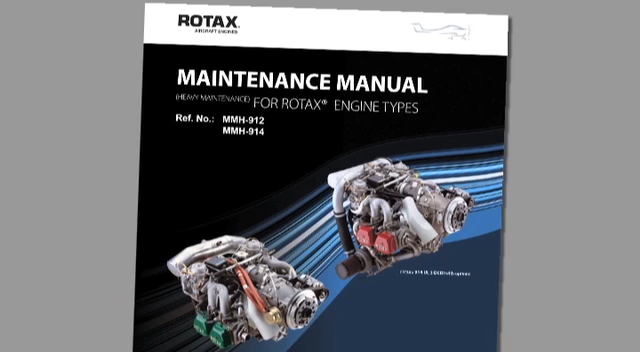 ROTAX®
AIRCRAFT ENGINES
MAINTENANCE MANUAL
(HEAVY MAINTENANCE) FOR ROTAX® ENGINE TYPES
Ref. No.: MMH-912
MMH-914